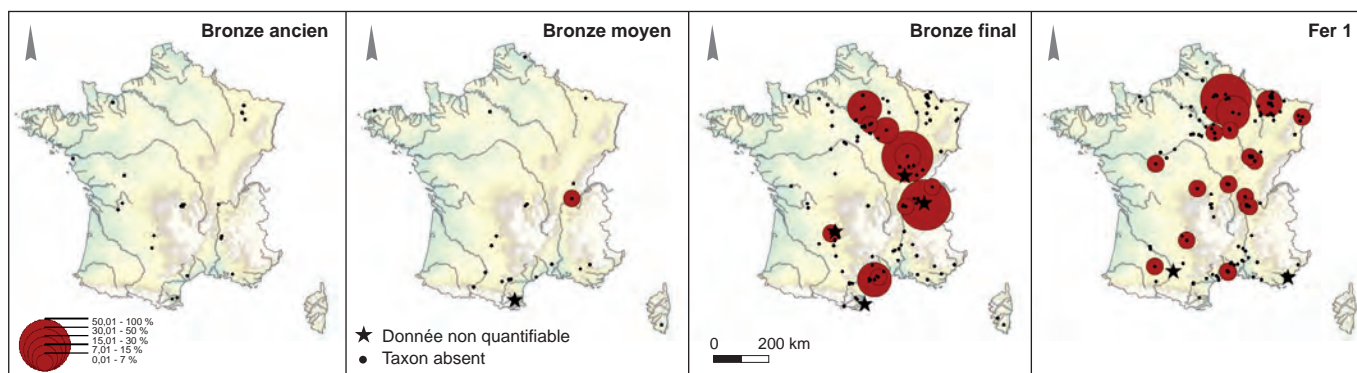 Bronze ancien
50,01 - 100 %
30,01 - 50 %
15,01 - 30 %
7,01 - 15 %
0,01 - 7 %
Bronze moyen
Donnée non quantifiable
Taxon absent
Bronze final
0 200 km
Fer 1